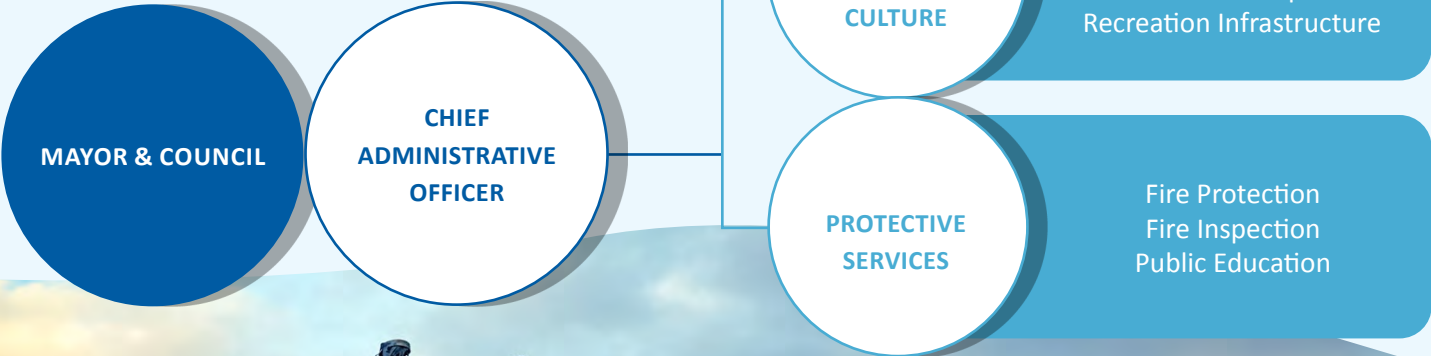 MAYOR & COUNCIL
CHIEF
ADMINISTRATIVE
OFFICER
CULTURE
Recreation Infrastructure
PROTECTIVE
SERVICES
Fire Protection
Fire Inspection
Public Education